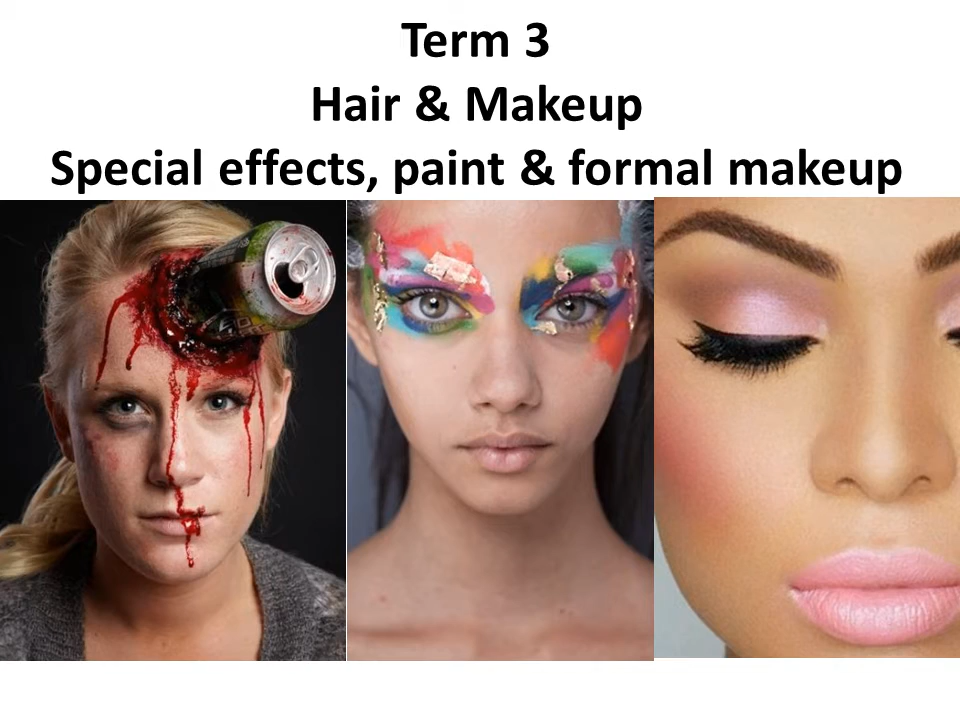 Term 3
Hair & Makeup
Special effects, paint & formal makeup